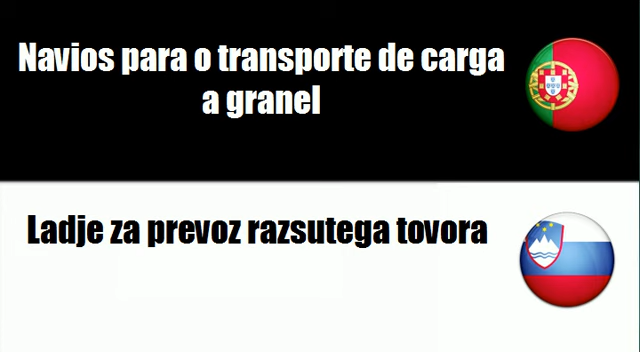 Navios para o transporte de carga
a granel
Ladje za prevoz razsutega tovora